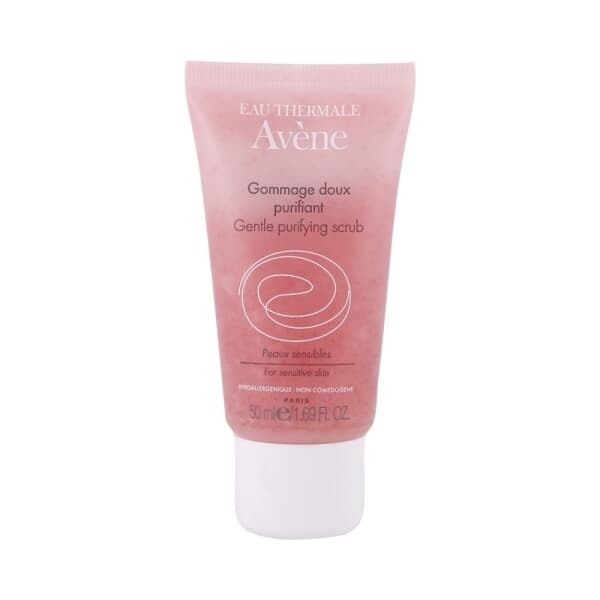 EAU THERMALE
Avène
Gommage doux
purifiant
Gentle purifying scrub
Peaux sensibles
For sensitive skin
HYPOALLERGENIQUE - NON COMEDOGENE
PARIS
50 ml e/1.69 FL. OZ.